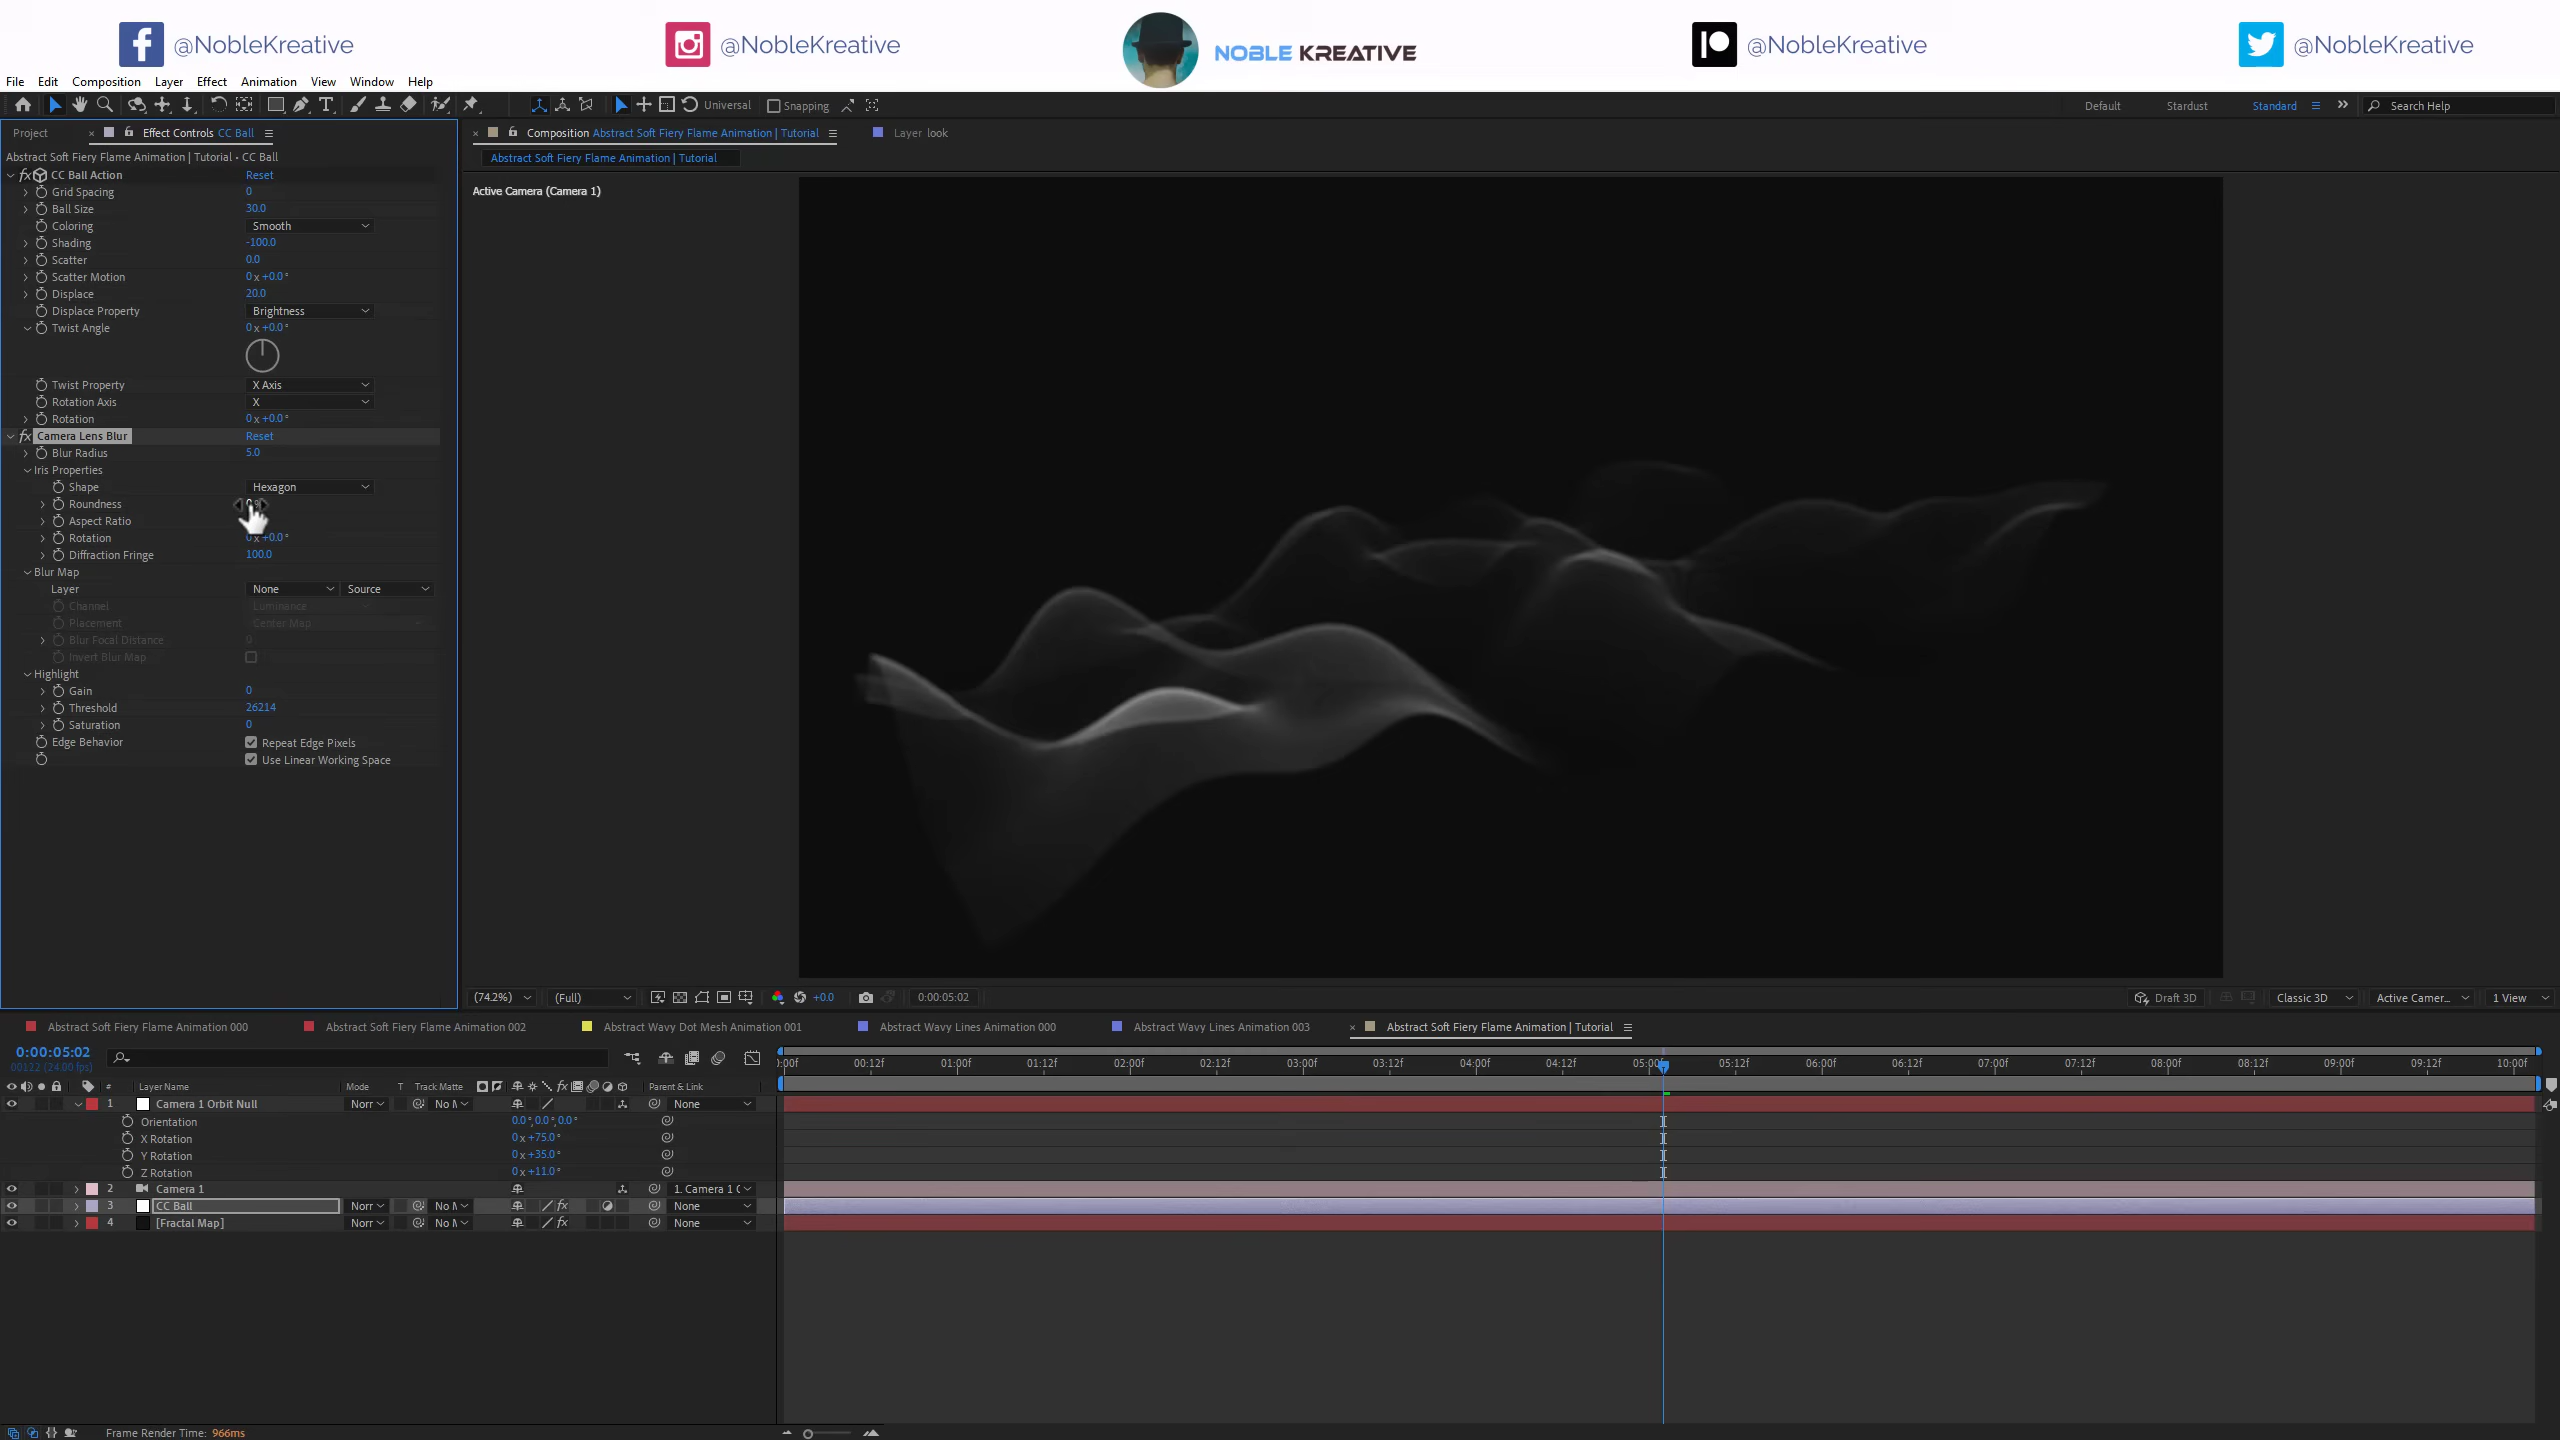 @NobleKreative @NobleKreative NOBLE KREATIVE @NobleKreative @NobleKreative
File Edit Composition Layer Effect Animation View Window Help
Universal Snapping Default Stardust Standard Search Help
Project Effect Controls CC Ball
Composition Abstract Soft Fiery Flame Animation | Tutorial Layer look
Abstract Soft Fiery Flame Animation | Tutorial • CC Ball
Abstract Soft Fiery Flame Animation | Tutorial
Active Camera (Camera 1)
CC Ball Action Reset
Grid Spacing 0
Ball Size 30.0
Coloring Smooth
Shading -100.0
Scatter 0.0
Scatter Motion 0 x +0.0 °
Displace 20.0
Displace Property Brightness
Twist Angle 0 x +0.0 °
Twist Property X Axis
Rotation Axis X
Rotation 0 x +0.0 °
Camera Lens Blur Reset
Blur Radius 5.0
Iris Properties
Shape Hexagon
Roundness
Aspect Ratio
Rotation 0 x +0.0 °
Diffraction Fringe 100.0
Blur Map
Layer None Source
Channel Luminance
Placement Center Map
Blur Focal Distance 0
Invert Blur Map
Highlight
Gain 0
Threshold 26214
Saturation 0
Edge Behavior Repeat Edge Pixels
Use Linear Working Space
(74.2%) (Full) +0.0 0:00:05:02 Draft 3D Classic 3D Active Camer... 1 View
Abstract Soft Fiery Flame Animation 000 Abstract Soft Fiery Flame Animation 002 Abstract Wavy Dot Mesh Animation 001 Abstract Wavy Lines Animation 000 Abstract Wavy Lines Animation 003 Abstract Soft Fiery Flame Animation | Tutorial
0:00:05:02
00122 (24.00 fps)
:00f 00:12f 01:00f 01:12f 02:00f 02:12f 03:00f 03:12f 04:00f 04:12f 05:00f 05:12f 06:00f 06:12f 07:00f 07:12f 08:00f 08:12f 09:00f 09:12f 10:00f
# Layer Name Mode T Track Matte Parent & Link
1 Camera 1 Orbit Null Norr No M None
Orientation 0.0°, 0.0°, 0.0°
X Rotation 0 x +75.0 °
Y Rotation 0 x +35.0 °
Z Rotation 0 x +11.0 °
2 Camera 1 1. Camera 1 C
3 CC Ball Norr No M None
4 [Fractal Map] Norr No M None
Frame Render Time: 966ms